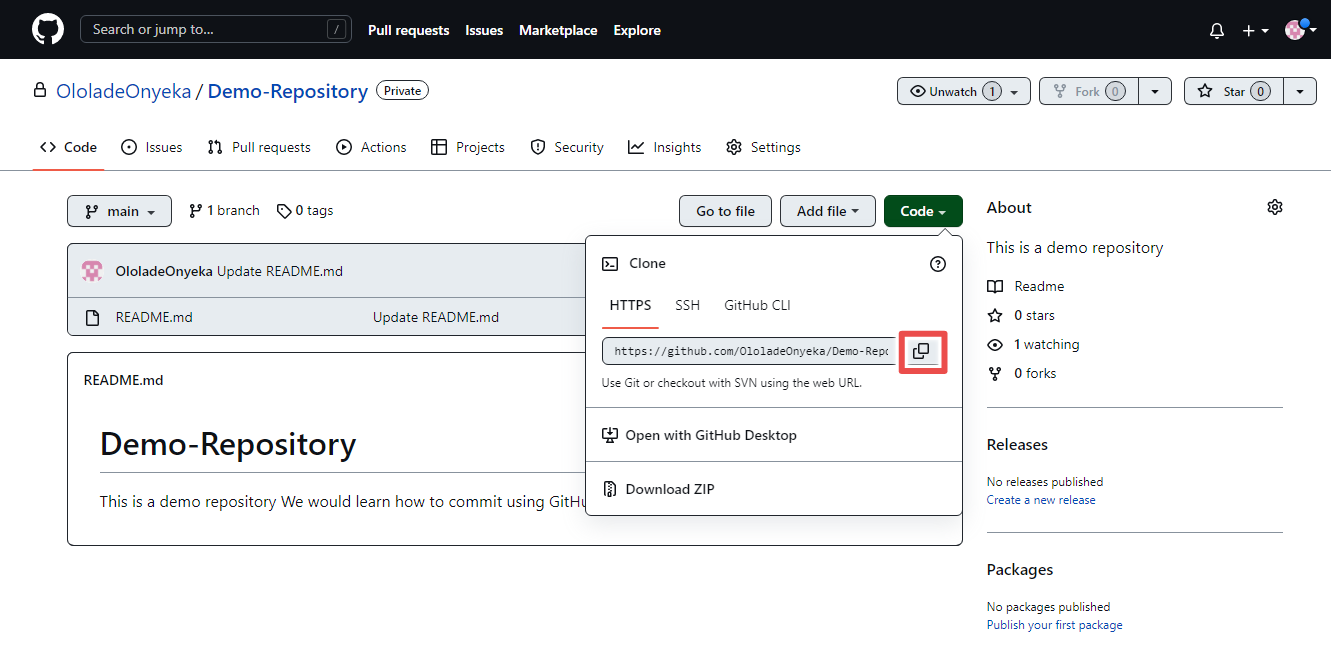 Search or jump to... / Pull requests Issues Marketplace Explore
OloladeOnyeka / Demo-Repository Private Unwatch 1 Fork 0 Star 0
Code Issues Pull requests Actions Projects Security Insights Settings
main 1 branch 0 tags Go to file Add file Code
OloladeOnyeka Update README.md
README.md Update README.md
README.md
Demo-Repository
This is a demo repository We would learn how to commit using
Clone
HTTPS SSH GitHub CLI
https://github.com/OloladeOnyeka/Demo-Repo
Use Git or checkout with SVN using the web URL.
Open with GitHub Desktop
Download ZIP
About
This is a demo repository
Readme
0 stars
1 watching
0 forks
Releases
No releases published
Create a new release
Packages
No packages published
Publish your first package